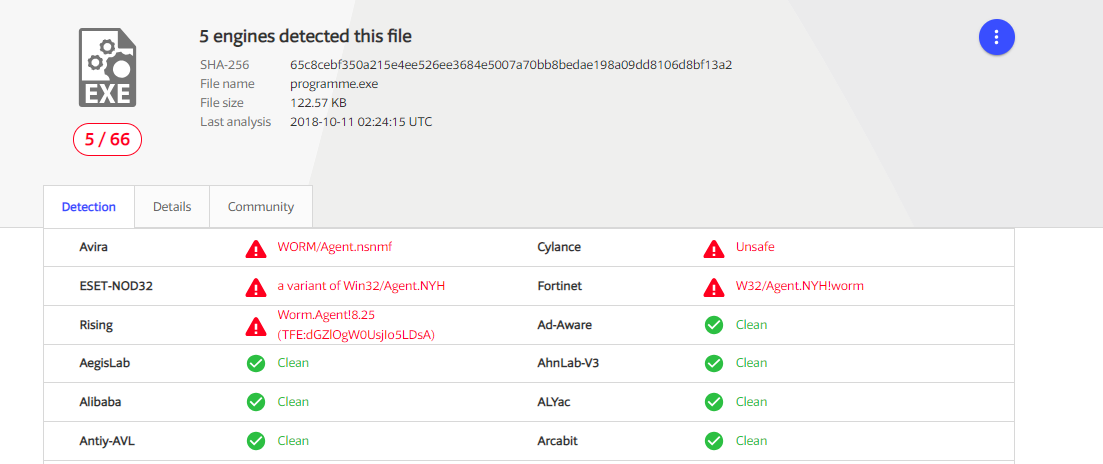 5 engines detected this file
SHA-256 65c8cebf350a215e4ee526ee3684e5007a70bb8bedae198a09dd8106d8bf13a2
File name programme.exe
File size 122.57 KB
Last analysis 2018-10-11 02:24:15 UTC
EXE
5 / 66
Detection Details Community
Avira WORM/Agent.nsnmf Cylance Unsafe
ESET-NOD32 a variant of Win32/Agent.NYH Fortinet W32/Agent.NYH!worm
Rising Worm.Agent!8.25 (TFE:dGZlOgW0UsjIo5LDsA) Ad-Aware Clean
AegisLab Clean AhnLab-V3 Clean
Alibaba Clean ALYac Clean
Antiy-AVL Clean Arcabit Clean